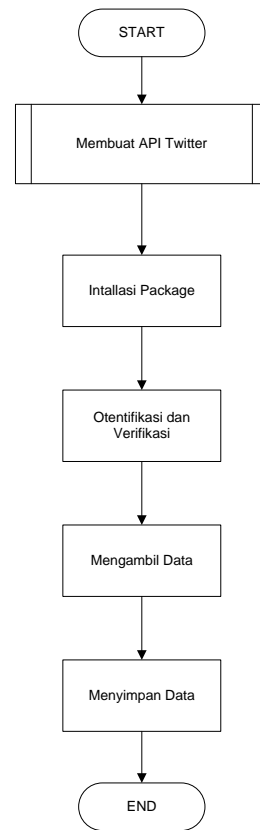 START
Membuat API Twitter
Intallasi Package
Otentifikasi dan
Verifikasi
Mengambil Data
Menyimpan Data
END